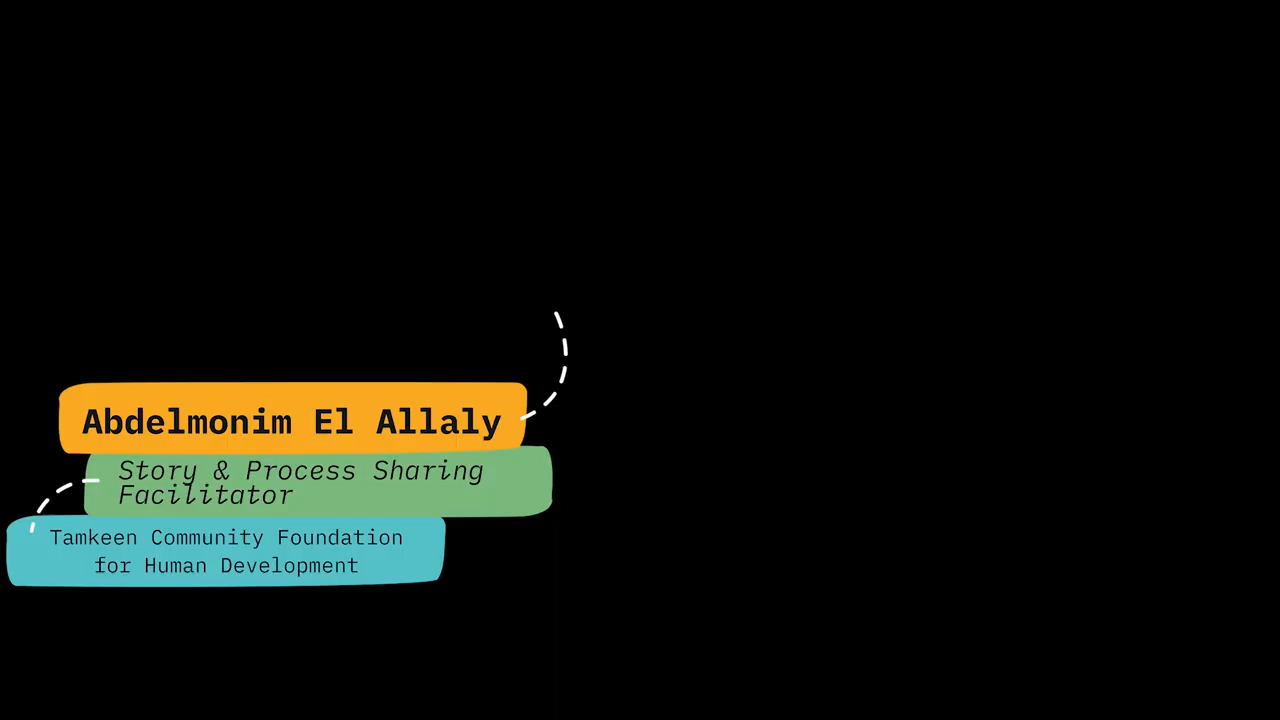 Abdelmonim El Allaly
Story & Process Sharing
Facilitator
Tamkeen Community Foundation
for Human Development